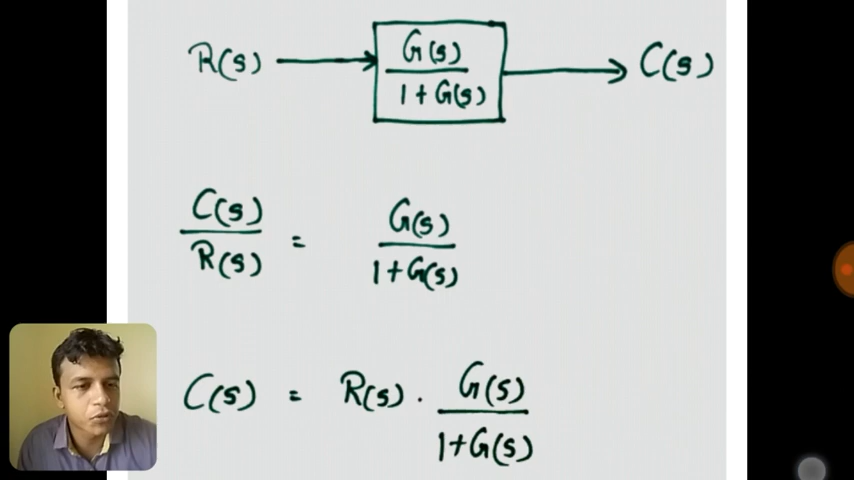 R(s) → G(s) / 1 + G(s) → C(s)
C(s) / R(s) = G(s) / 1 + G(s)
C(s) = R(s) · G(s) / 1 + G(s)